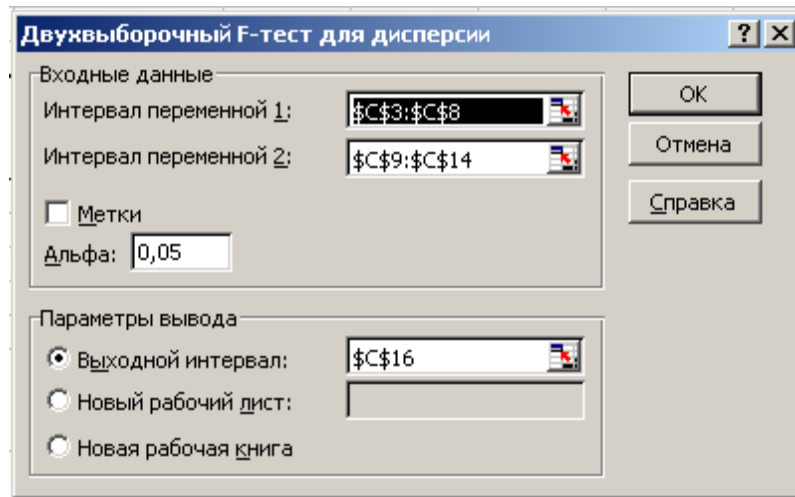 Двухвыборочный F-тест для дисперсии
Входные данные
Интервал переменной 1: $C$3:$C$8
Интервал переменной 2: $C$9:$C$14
Метки
Альфа: 0,05
Параметры вывода
Выходной интервал: $C$16
Новый рабочий лист:
Новая рабочая книга
OK
Отмена
Справка